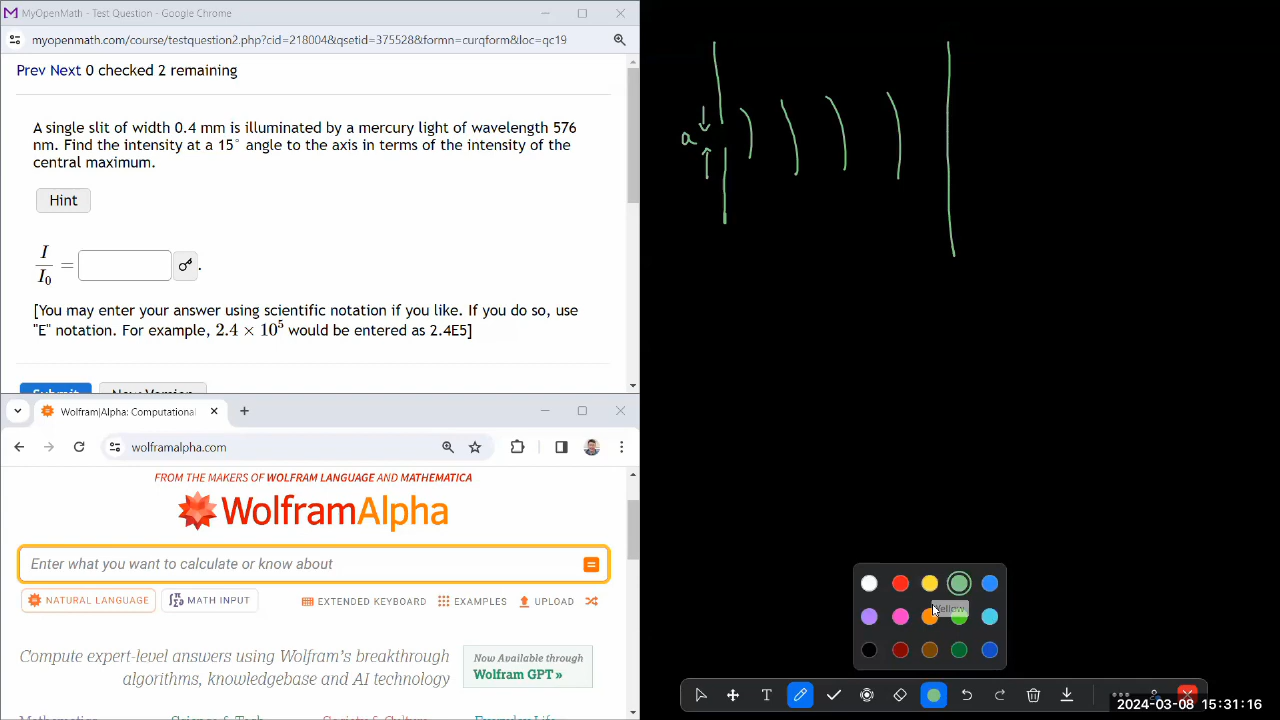 MyOpenMath - Test Question - Google Chrome
myopenmath.com/course/testquestion2.php?cid=218004&qsetid=375528&formn=curqform&loc=qc19
Prev Next 0 checked 2 remaining
A single slit of width 0.4 mm is illuminated by a mercury light of wavelength 576
nm. Find the intensity at a 15° angle to the axis in terms of the intensity of the
central maximum.
Hint
I
I0
=
.
[You may enter your answer using scientific notation if you like. If you do so, use
"E" notation. For example, 2.4 × 10^5 would be entered as 2.4E5]
Wolfram|Alpha: Computational
wolframalpha.com
FROM THE MAKERS OF WOLFRAM LANGUAGE AND MATHEMATICA
WolframAlpha
Enter what you want to calculate or know about
NATURAL LANGUAGE
MATH INPUT
EXTENDED KEYBOARD
EXAMPLES
UPLOAD
Compute expert-level answers using Wolfram's breakthrough
algorithms, knowledgebase and AI technology
Now Available through
Wolfram GPT »
a
Yellow
T
2024-03-08 15:31:16